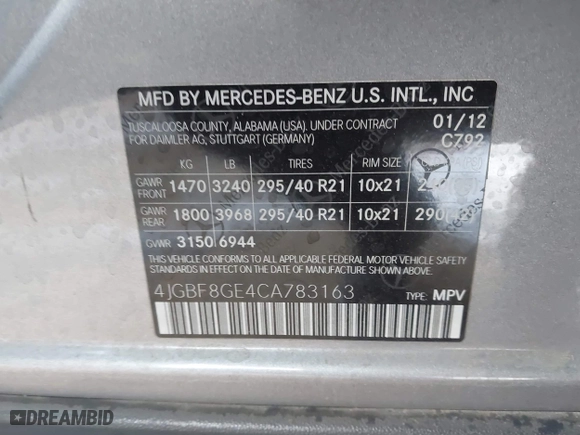 MFD BY MERCEDES-BENZ U.S. INTL., INC
TUSCALOOSA COUNTY, ALABAMA (USA). UNDER CONTRACT 01/12
FOR DAIMLER AG, STUTTGART (GERMANY) C792
KG LB TIRES RIM SIZE
GAWR FRONT 1470 3240 295/40 R21 10x21
GAWR REAR. 1800 3968 295/40 R21 10x21 290
GVWR 3150 6944
THIS VEHICLE CONFORMS TO ALL APPLICABLE FEDERAL MOTOR VEHICLE
SAFETY STANDARDS IN EFFECT ON THE DATE OF MANUFACTURE SHOWN ABOVE.
4JGBF8GE4CA783163 TYPE: MPV
DREAMBID